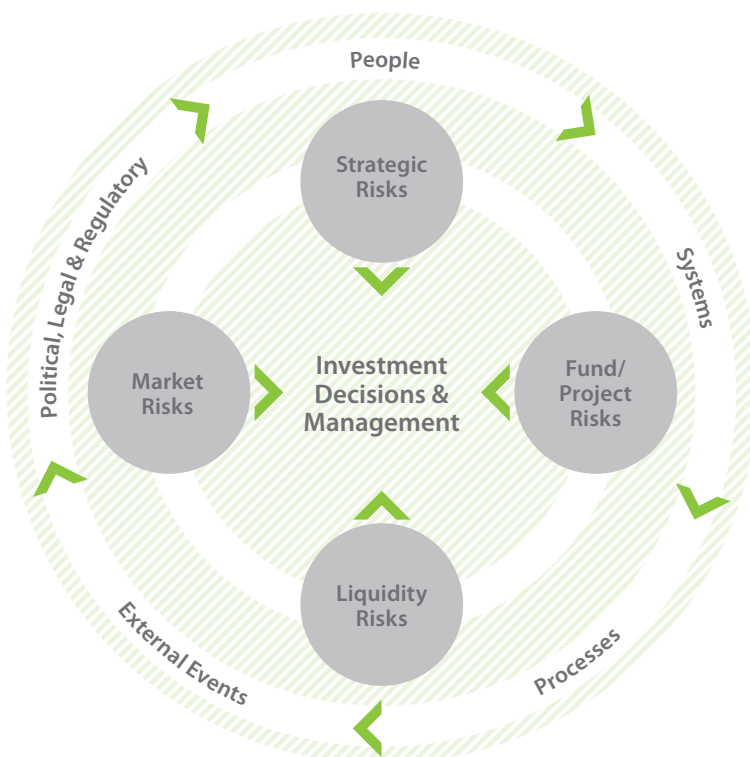 People
Strategic
Risks
Political, Legal & Regulatory
Systems
Market
Risks
Investment
Decisions &
Management
Fund/
Project
Risks
Liquidity
Risks
External Events
Processes